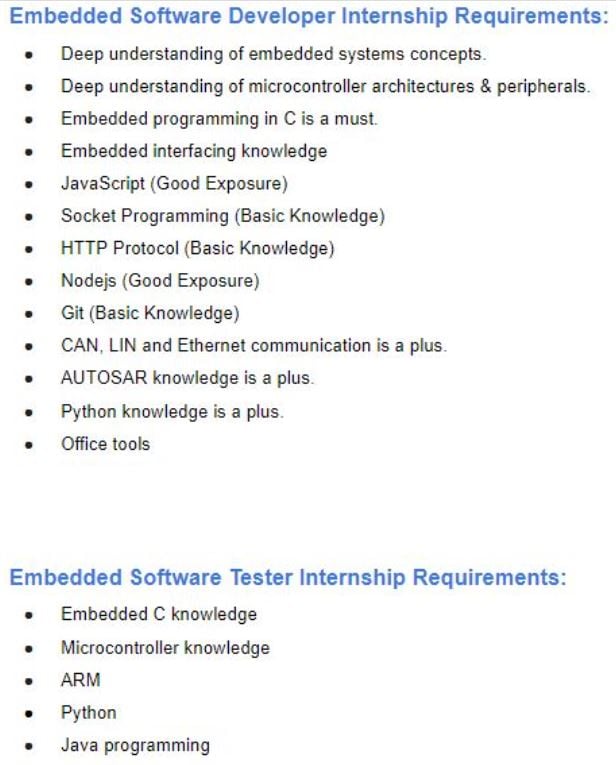 Embedded Software Developer Internship Requirements:
• Deep understanding of embedded systems concepts.
• Deep understanding of microcontroller architectures & peripherals.
• Embedded programming in C is a must.
• Embedded interfacing knowledge
• JavaScript (Good Exposure)
• Socket Programming (Basic Knowledge)
• HTTP Protocol (Basic Knowledge)
• Nodejs (Good Exposure)
• Git (Basic Knowledge)
• CAN, LIN and Ethernet communication is a plus.
• AUTOSAR knowledge is a plus.
• Python knowledge is a plus.
• Office tools
Embedded Software Tester Internship Requirements:
• Embedded C knowledge
• Microcontroller knowledge
• ARM
• Python
• Java programming